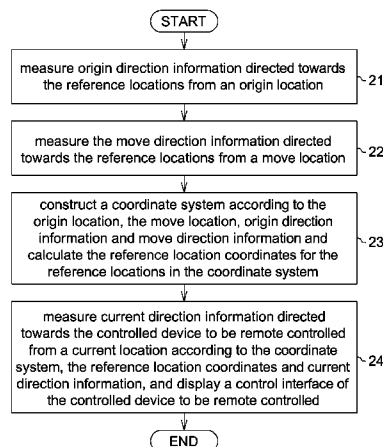 START
measure origin direction information directed towards
the reference locations from an origin location
21
measure the move direction information directed
towards the reference locations from a move location
22
construct a coordinate system according to the
origin location, the move location, origin direction
information and move direction information and
calculate the reference location coordinates for the
reference locations in the coordinate system
23
measure current direction information directed
towards the controlled device to be remote controlled
from a current location according to the coordinate
system, the reference location coordinates and current
direction information, and display a control interface of
the controlled device to be remote controlled
24
END